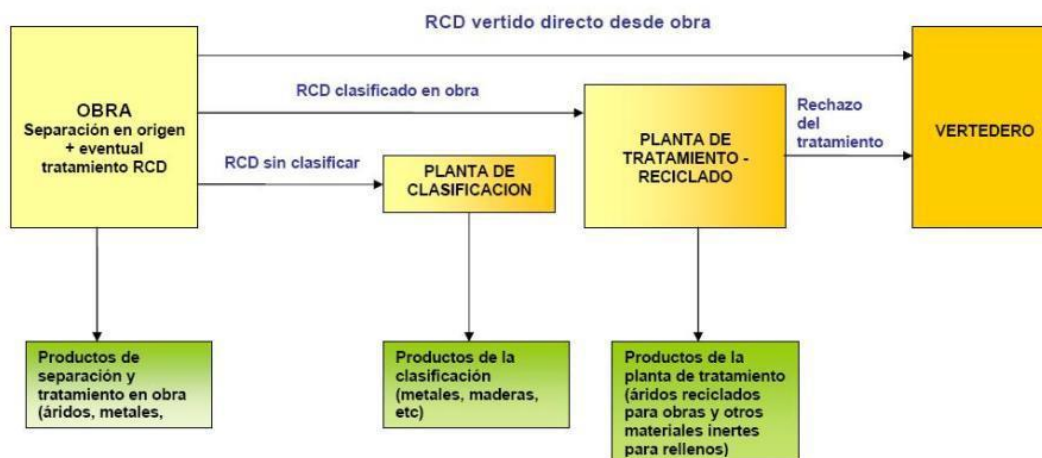 RCD vertido directo desde obra
OBRA
Separación en origen
+ eventual
tratamiento RCD
RCD clasificado en obra
RCD sin clasificar
PLANTA DE
CLASIFICACION
PLANTA DE
TRATAMIENTO -
RECICLADO
Rechazo
del
tratamiento
VERTEDERO
Productos de
separación y
tratamiento en obra
(áridos, metales,
Productos de la
clasificación
(metales, maderas,
etc)
Productos de la
planta de tratamiento
(áridos reciclados
para obras y otros
materiales inertes
para rellenos)